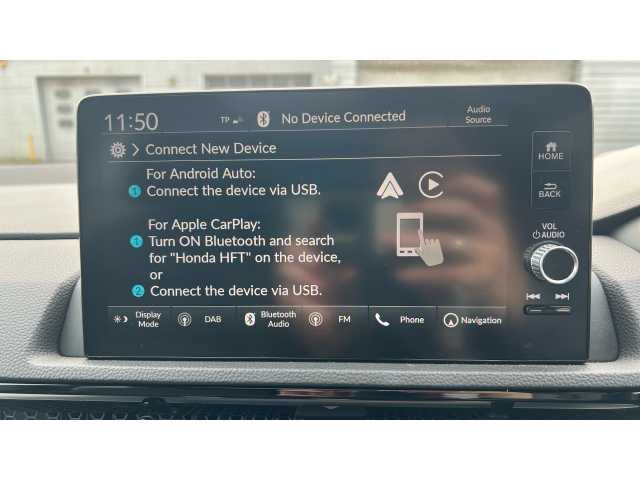 11:50 TP No Device Connected Audio Source
Connect New Device
For Android Auto:
1 Connect the device via USB.
For Apple CarPlay:
1 Turn ON Bluetooth and search
for "Honda HFT" on the device,
or
2 Connect the device via USB.
Display Mode DAB Bluetooth Audio FM Phone Navigation
HOME
BACK
VOL
AUDIO